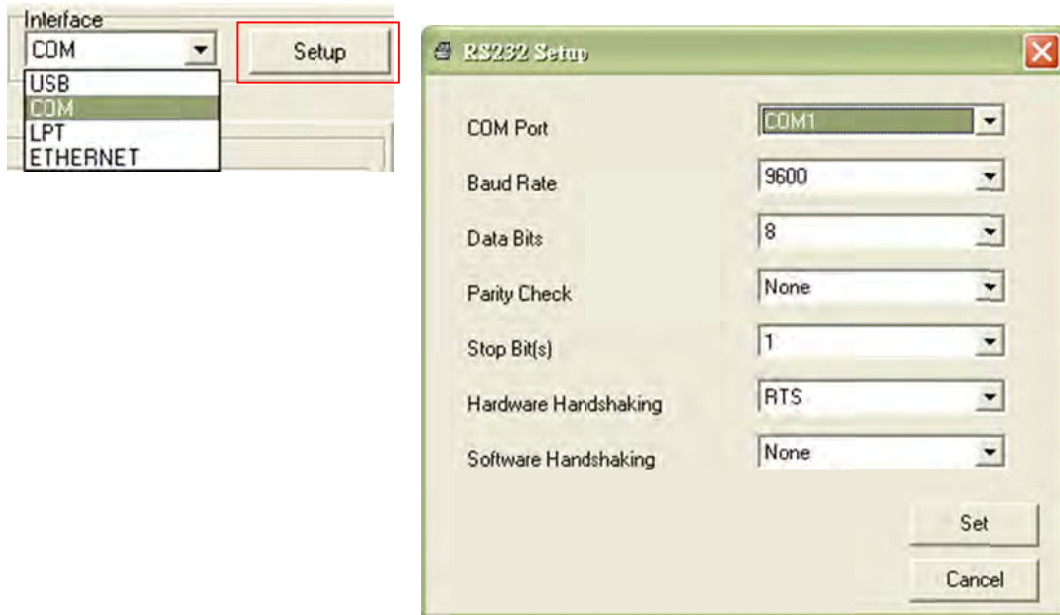 Interface
COM
Setup
USB
COM
LPT
ETHERNET
RS232 Setup
COM Port COM1
Baud Rate 9600
Data Bits 8
Parity Check None
Stop Bit(s) 1
Hardware Handshaking RTS
Software Handshaking None
Set
Cancel